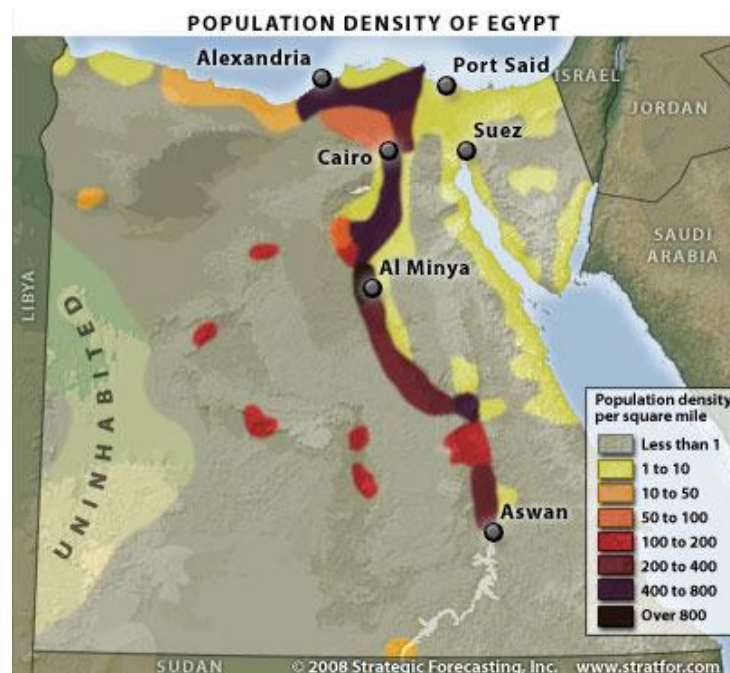 POPULATION DENSITY OF EGYPT
Alexandria
Port Said
ISRAEL
JORDAN
Cairo
Suez
SAUDI
ARABIA
LIBYA
Al Minya
UNINHABITED
Population density
per square mile
Less than 1
1 to 10
10 to 50
50 to 100
100 to 200
200 to 400
400 to 800
Over 800
Aswan
SUDAN
© 2008 Strategic Forecasting, Inc. www.stratfor.com